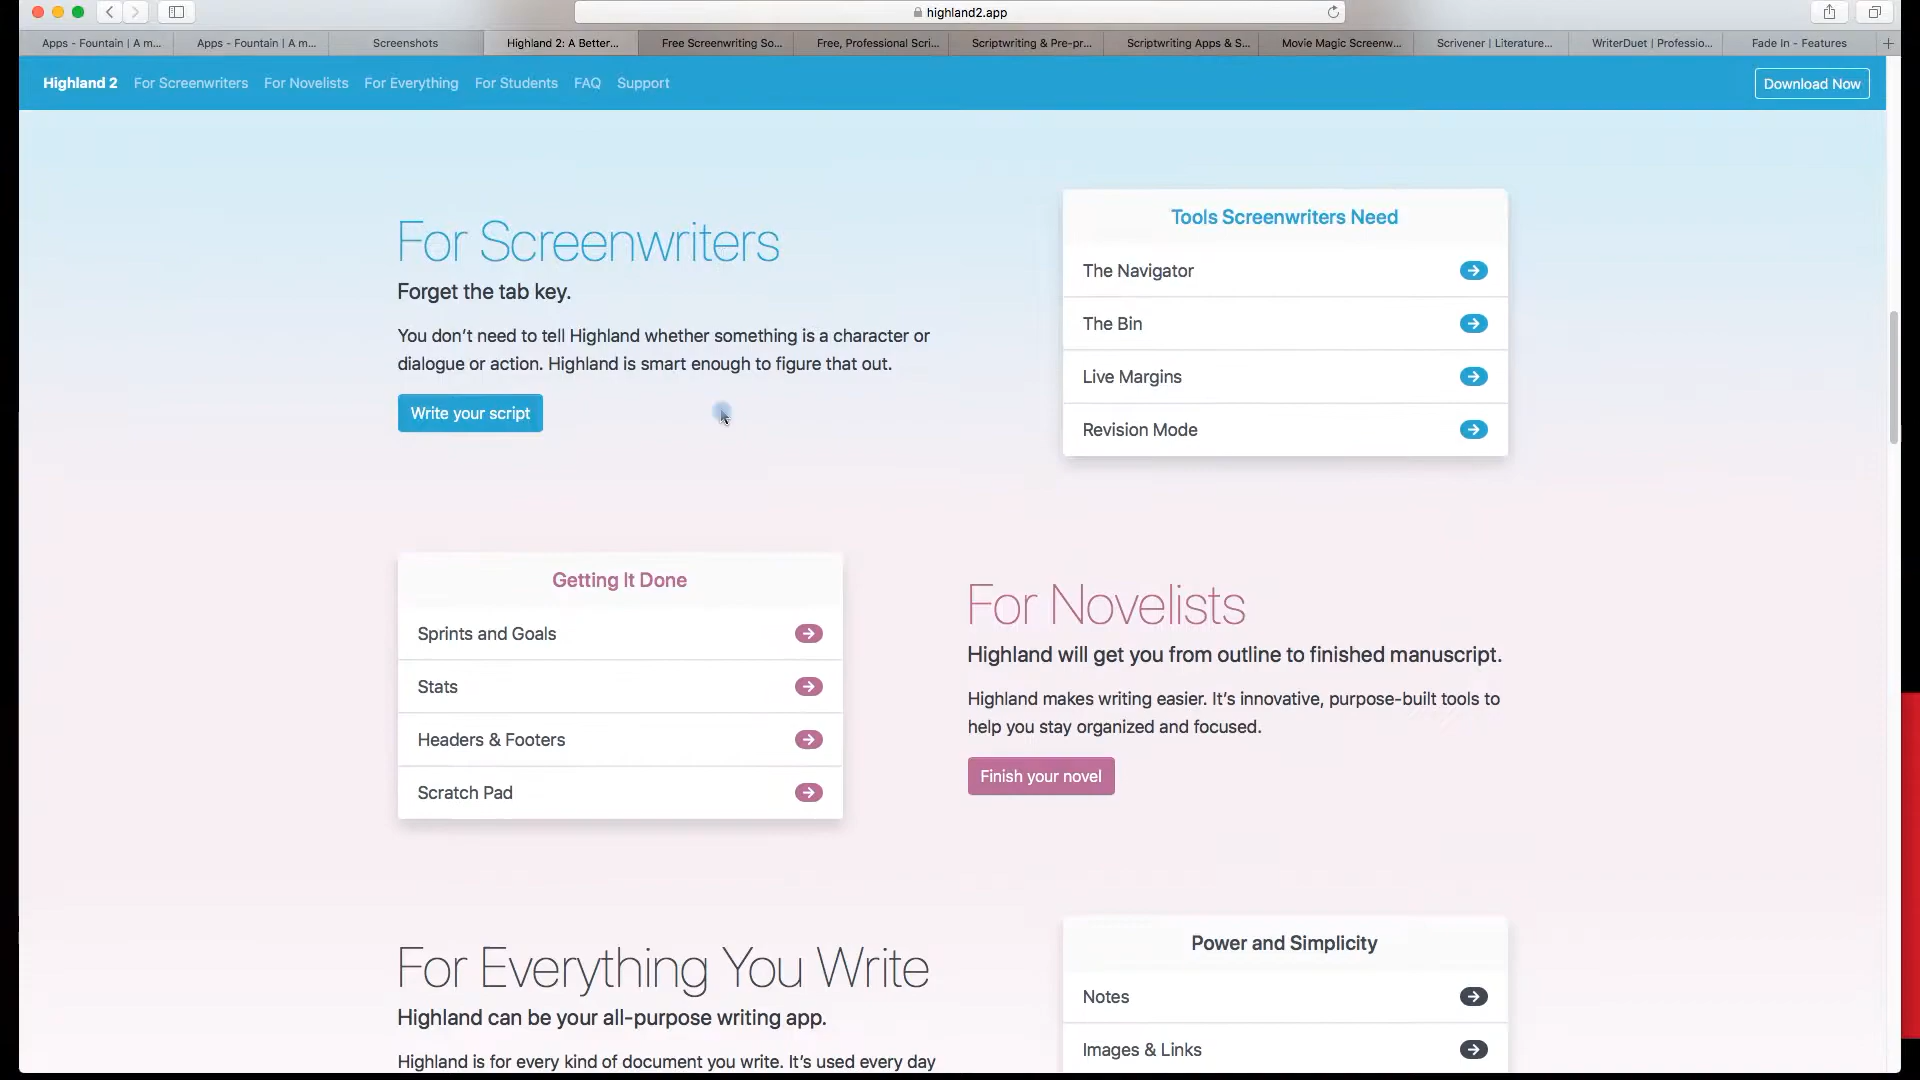 highland2.app
Apps - Fountain | A m...
Apps - Fountain | A m...
Screenshots
Highland 2: A Better...
Free Screenwriting So...
Free, Professional Scri...
Scriptwriting & Pre-pr...
Scriptwriting Apps & S...
Movie Magic Screenw...
Scrivener | Literature...
WriterDuet | Professio...
Fade In - Features
Highland 2
For Screenwriters
For Novelists
For Everything
For Students
FAQ
Support
Download Now
For Screenwriters
Forget the tab key.
You don't need to tell Highland whether something is a character or
dialogue or action. Highland is smart enough to figure that out.
Write your script
Tools Screenwriters Need
The Navigator
The Bin
Live Margins
Revision Mode
Getting It Done
Sprints and Goals
Stats
Headers & Footers
Scratch Pad
For Novelists
Highland will get you from outline to finished manuscript.
Highland makes writing easier. It's innovative, purpose-built tools to
help you stay organized and focused.
Finish your novel
For Everything You Write
Highland can be your all-purpose writing app.
Highland is for every kind of document you write. It's used every day
Power and Simplicity
Notes
Images & Links